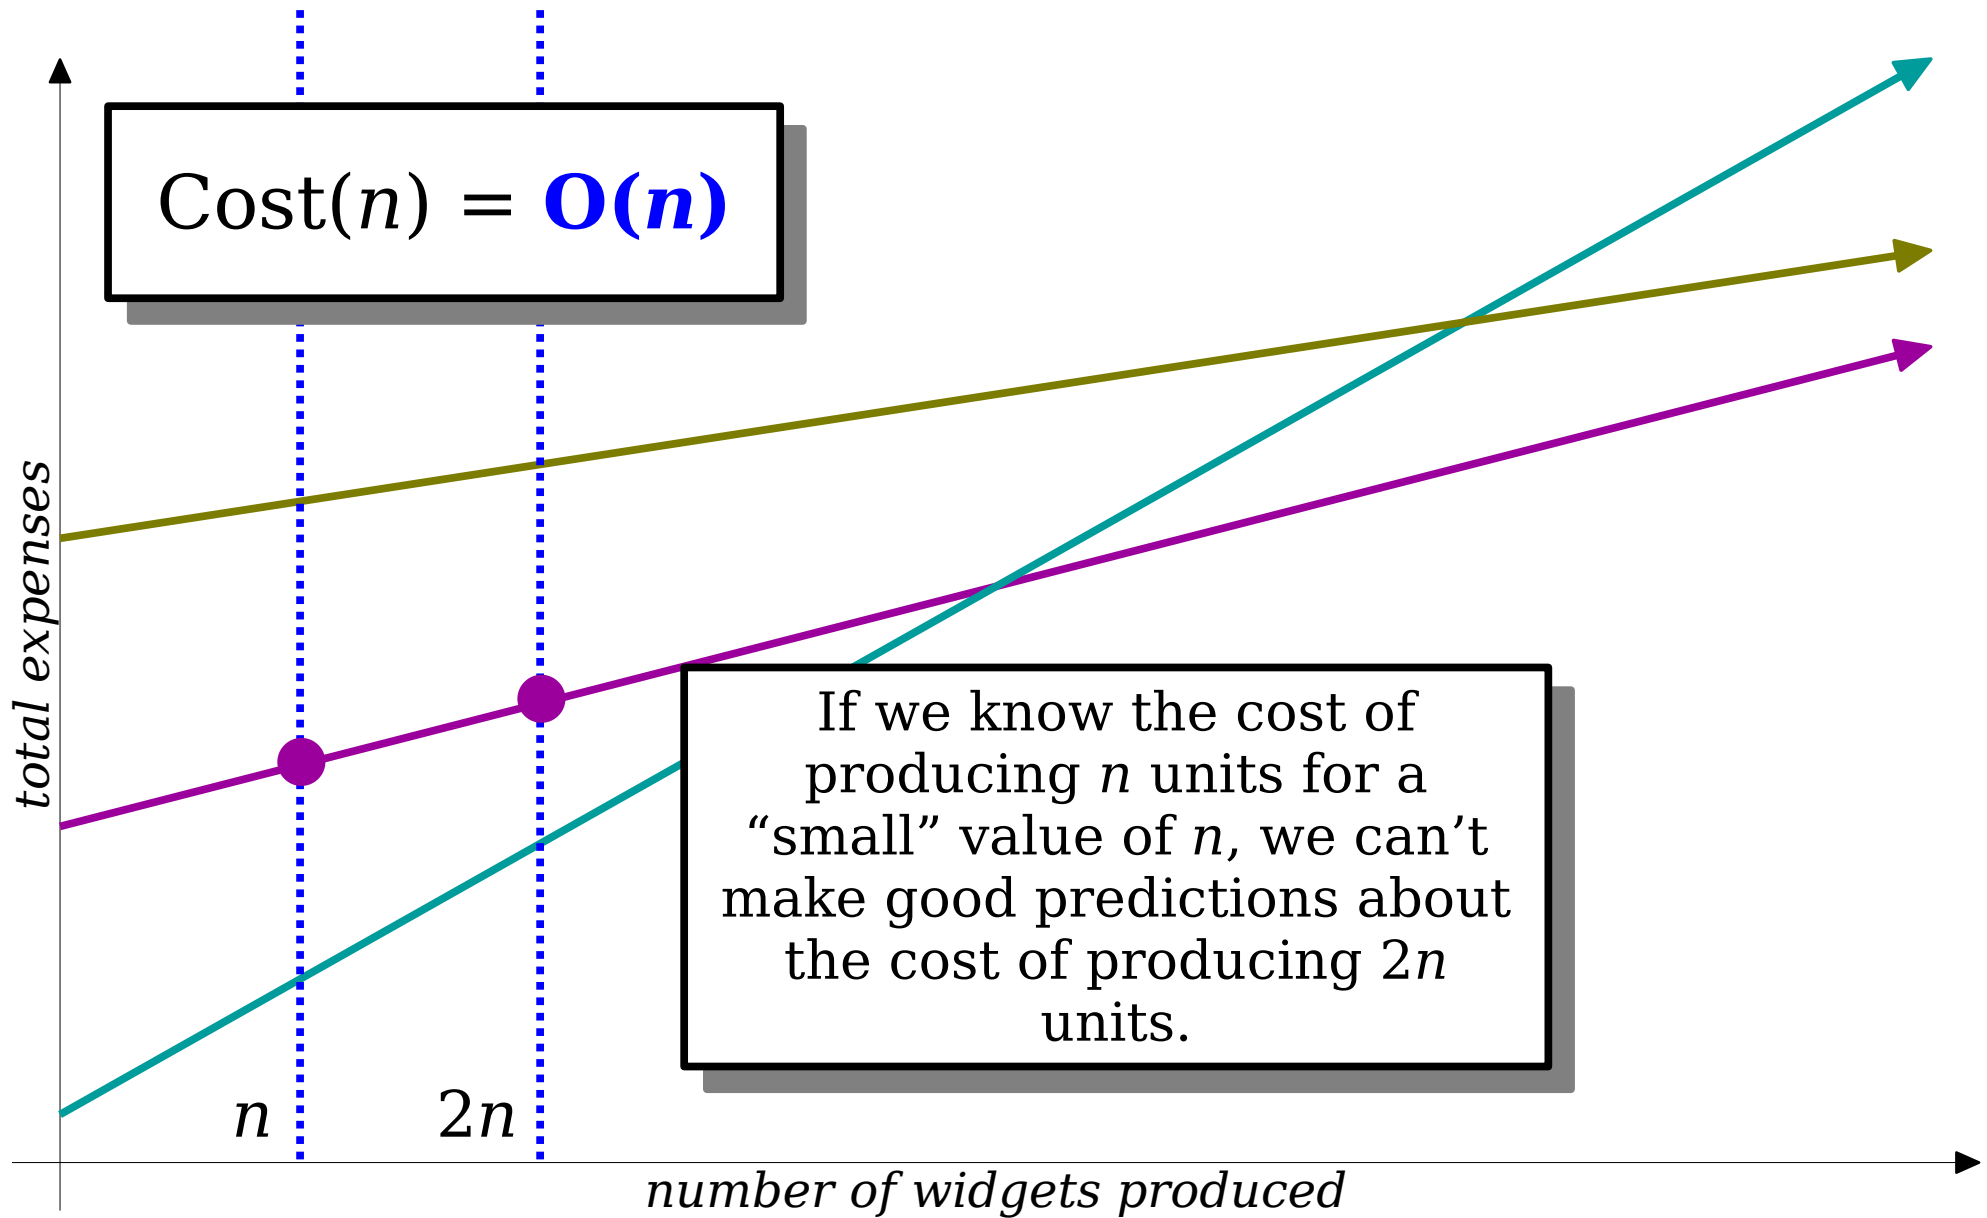 Cost(n) = O(n)
total expenses
If we know the cost of
producing n units for a
“small” value of n, we can’t
make good predictions about
the cost of producing 2n
units.
n
2n
number of widgets produced